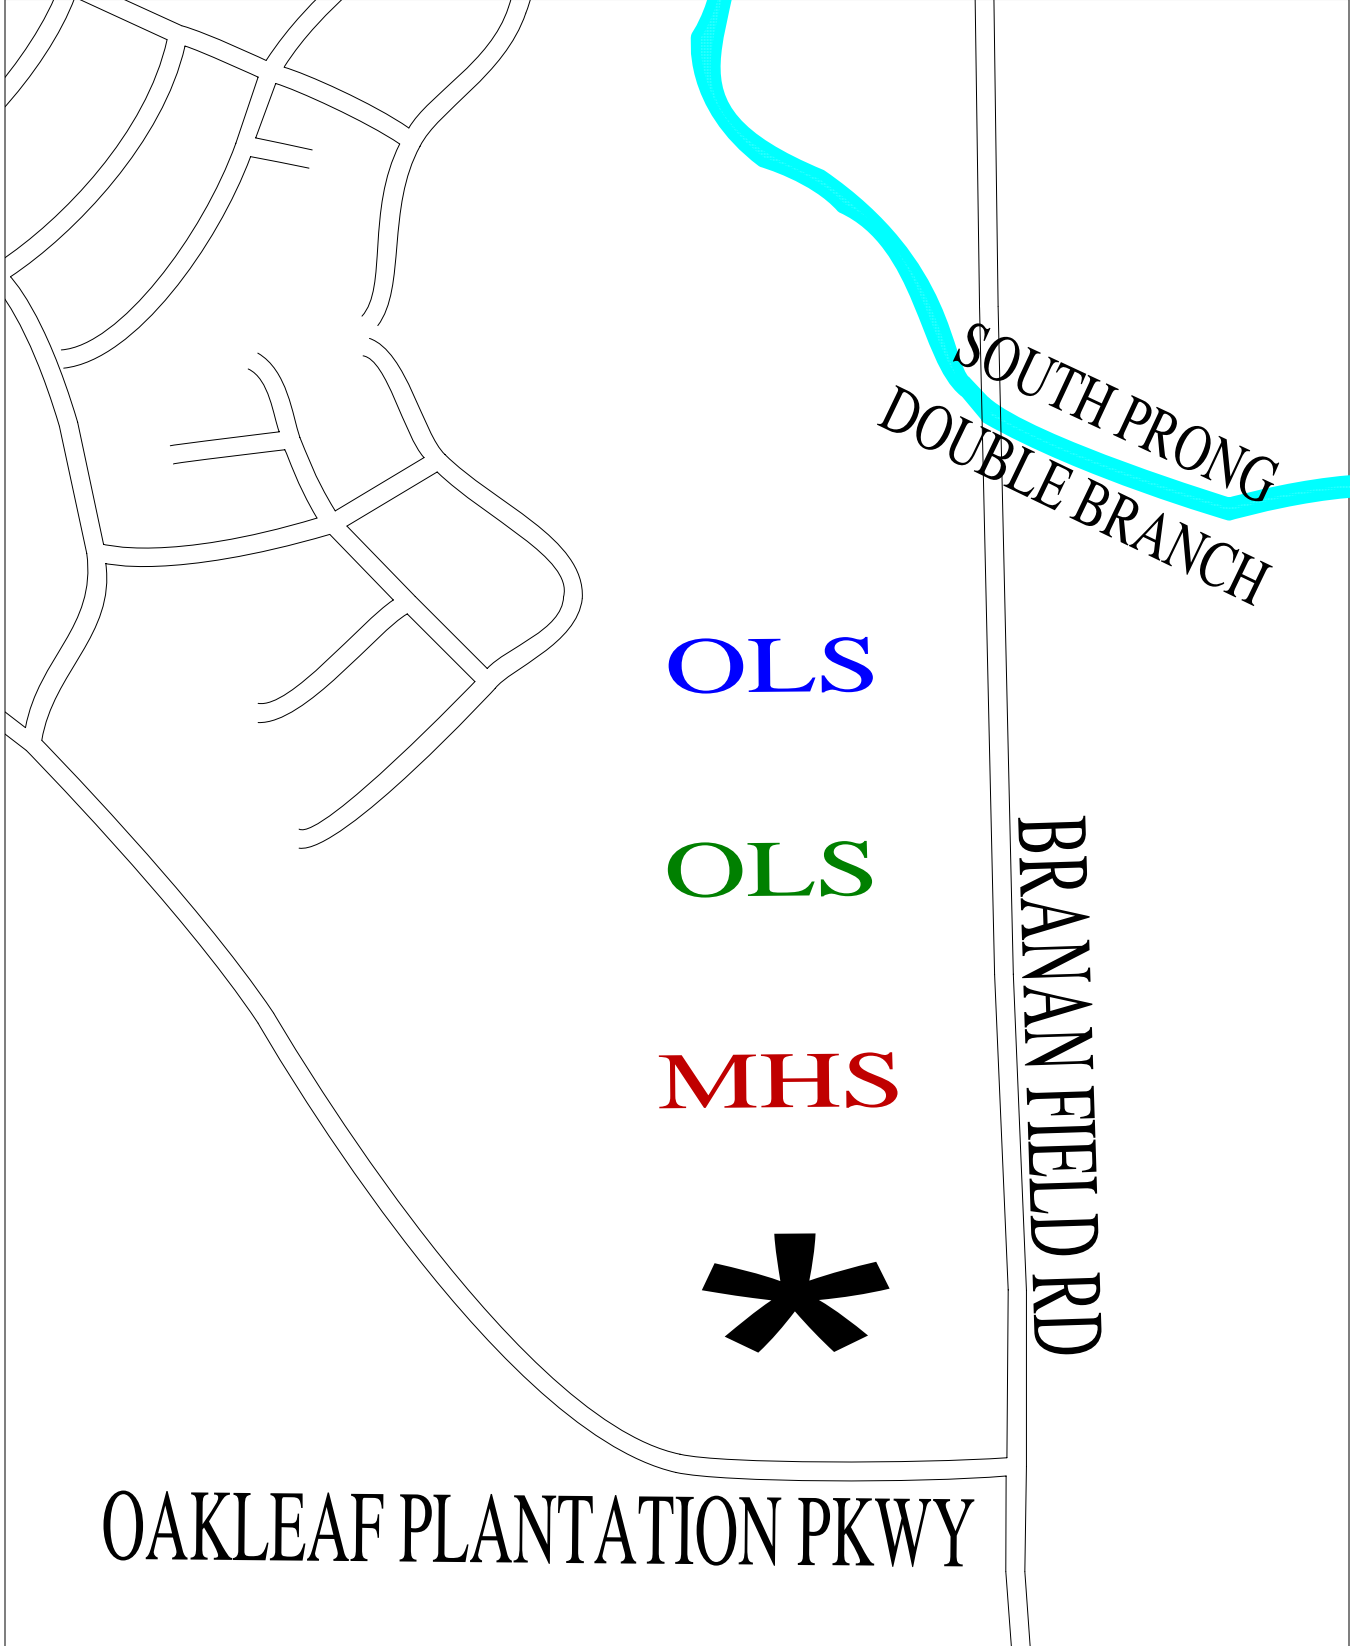 SOUTH PRONG
DOUBLE BRANCH
OLS
OLS
MHS
*
BRANAN FIELD RD
OAKLEAF PLANTATION PKWY